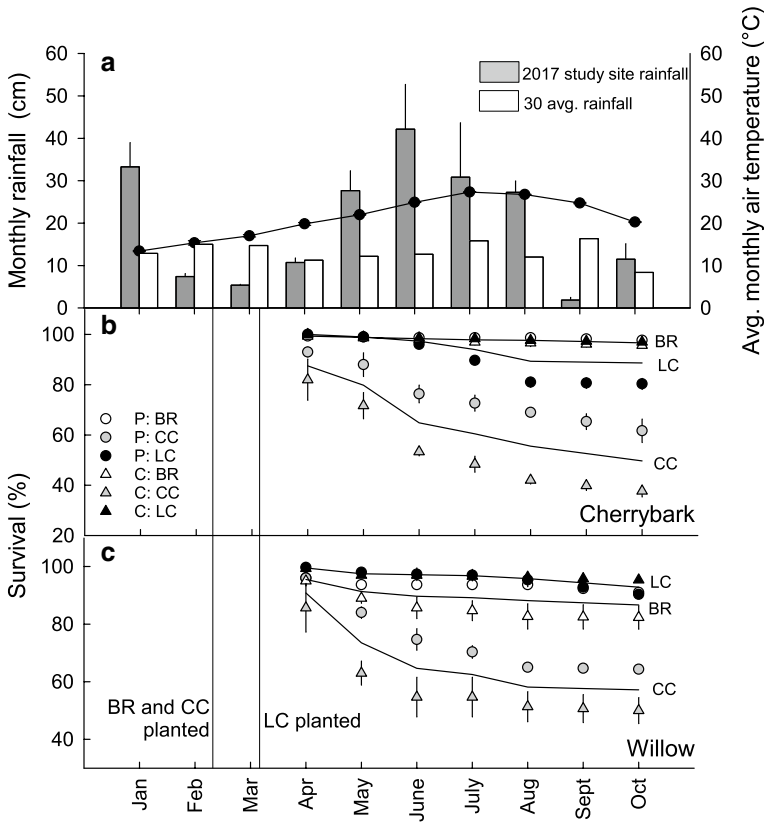 a
2017 study site rainfall
30 avg. rainfall
Monthly rainfall (cm)
Avg. monthly air temperature (°C)
60
50
40
30
20
10
0
60
50
40
30
20
10
0
b
100
80
60
40
20
BR
LC
CC
P: BR
P: CC
P: LC
C: BR
C: CC
C: LC
Cherrybark
Survival (%)
c
100
80
60
40
LC
BR
CC
BR and CC
planted
LC planted
Willow
Jan
Feb
Mar
Apr
May
June
July
Aug
Sept
Oct